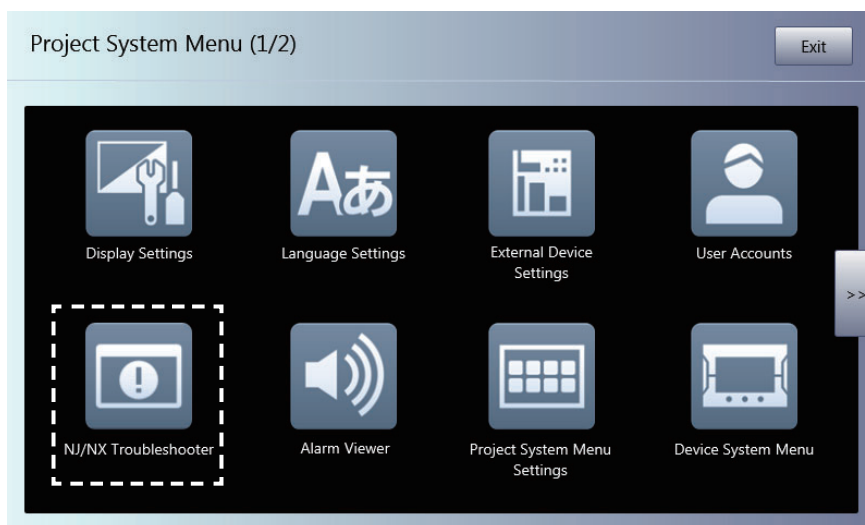 Project System Menu (1/2)
Exit
Aあ
Display Settings
Language Settings
External Device
Settings
User Accounts
>>
NJ/NX Troubleshooter
Alarm Viewer
Project System Menu
Settings
Device System Menu